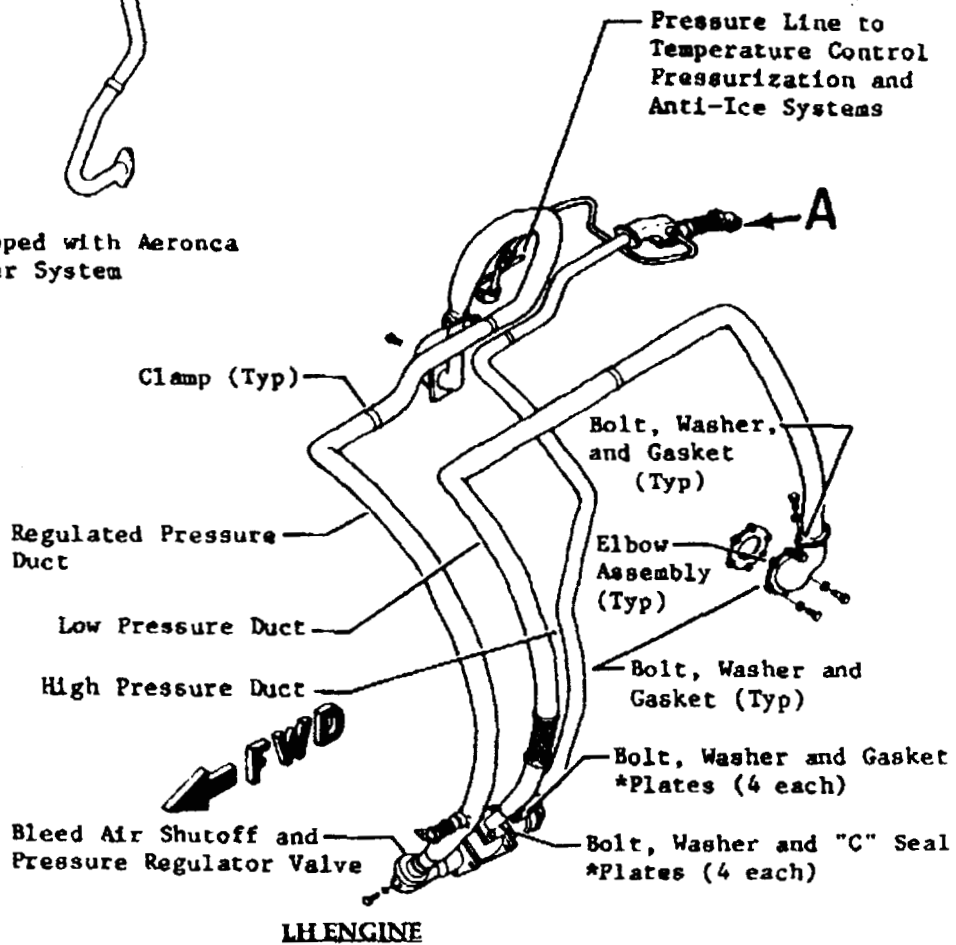 Pressure Line to
Temperature Control
Pressurization and
Anti-Ice Systems
A
pped with Aeronca
er System
Clamp (Typ)
Bolt, Washer,
and Gasket
(Typ)
Regulated Pressure
Duct
Elbow
Assembly
(Typ)
Low Pressure Duct
High Pressure Duct
Bolt, Washer and
Gasket (Typ)
FWD
Bolt, Washer and Gasket
*Plates (4 each)
Bleed Air Shutoff and
Pressure Regulator Valve
Bolt, Washer and "C" Seal
*Plates (4 each)
LH ENGINE